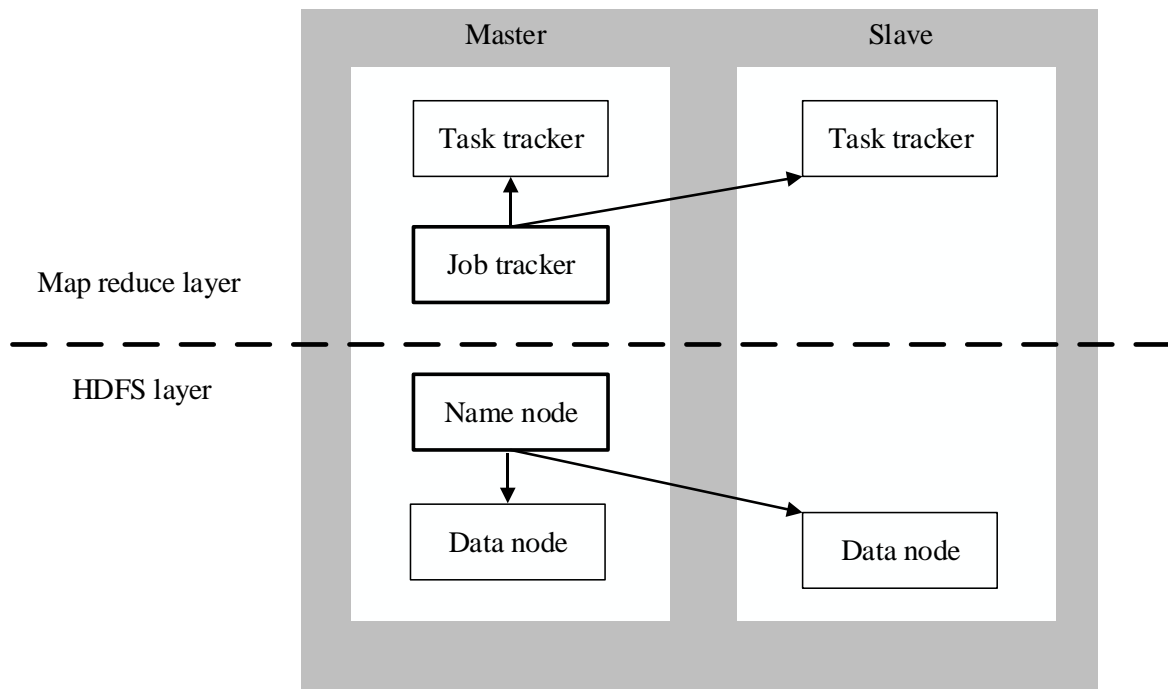 Master
Slave
Task tracker
Task tracker
Job tracker
Map reduce layer
HDFS layer
Name node
Data node
Data node